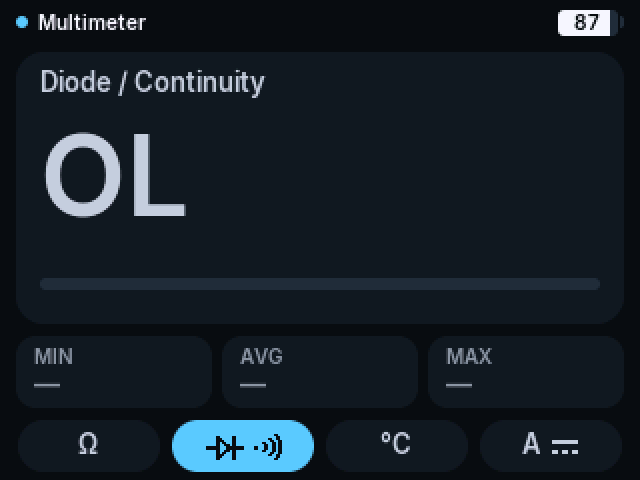 Multimeter
87
Diode / Continuity
OL
MIN
AVG
MAX
—
—
—
Ω
°C
A